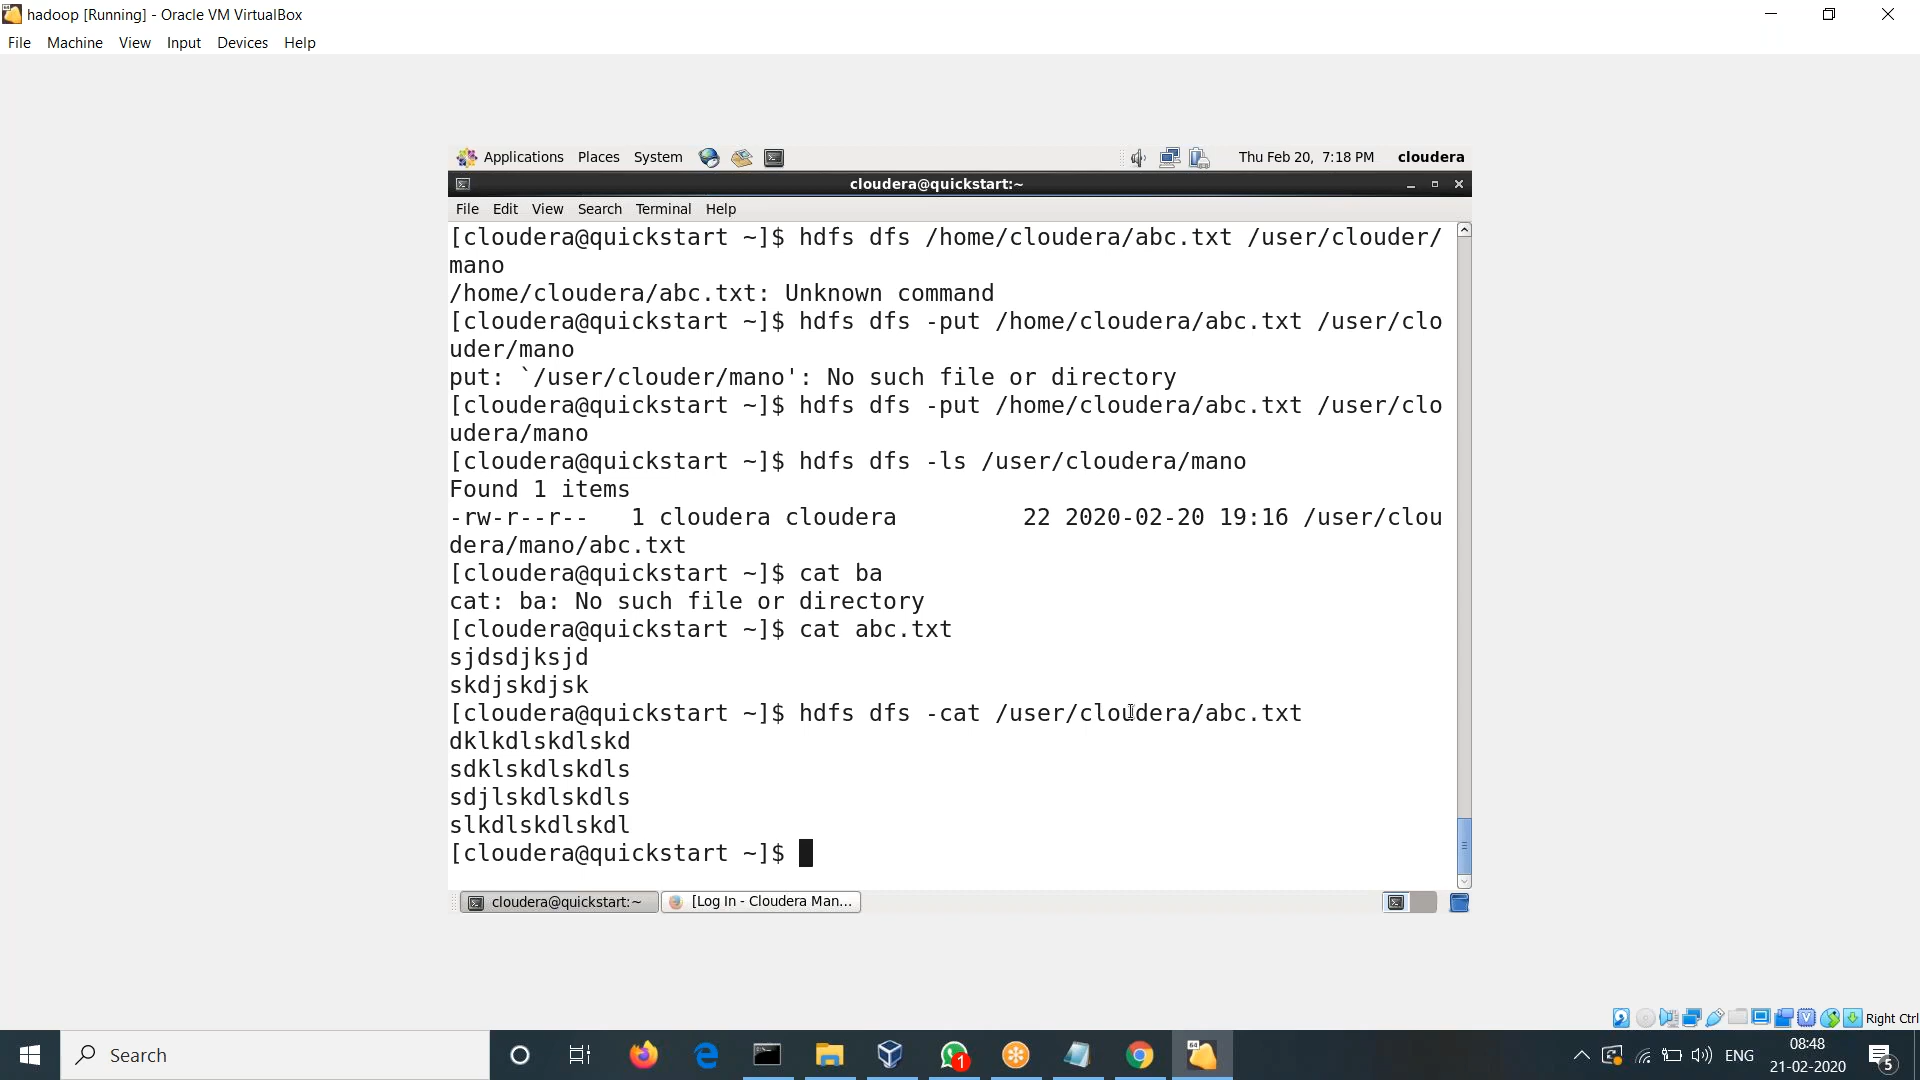 hadoop [Running] - Oracle VM VirtualBox
File Machine View Input Devices Help
Applications Places System Thu Feb 20, 7:18 PM cloudera
cloudera@quickstart:~
File Edit View Search Terminal Help
[cloudera@quickstart ~]$ hdfs dfs /home/cloudera/abc.txt /user/clouder/
mano
/home/cloudera/abc.txt: Unknown command
[cloudera@quickstart ~]$ hdfs dfs -put /home/cloudera/abc.txt /user/clo
uder/mano
put: `/user/clouder/mano': No such file or directory
[cloudera@quickstart ~]$ hdfs dfs -put /home/cloudera/abc.txt /user/clo
udera/mano
[cloudera@quickstart ~]$ hdfs dfs -ls /user/cloudera/mano
Found 1 items
-rw-r--r--   1 cloudera cloudera         22 2020-02-20 19:16 /user/clou
dera/mano/abc.txt
[cloudera@quickstart ~]$ cat ba
cat: ba: No such file or directory
[cloudera@quickstart ~]$ cat abc.txt
sjdsdjksjd
skdjskdjsk
[cloudera@quickstart ~]$ hdfs dfs -cat /user/cloudera/abc.txt
dklkdlskdlskd
sdklskdlskdls
sdjlskdlskdls
slkdlskdlskdl
[cloudera@quickstart ~]$
cloudera@quickstart:~ [Log In - Cloudera Man...
Right Ctrl
Search 1 64 ENG 08:48 5
21-02-2020